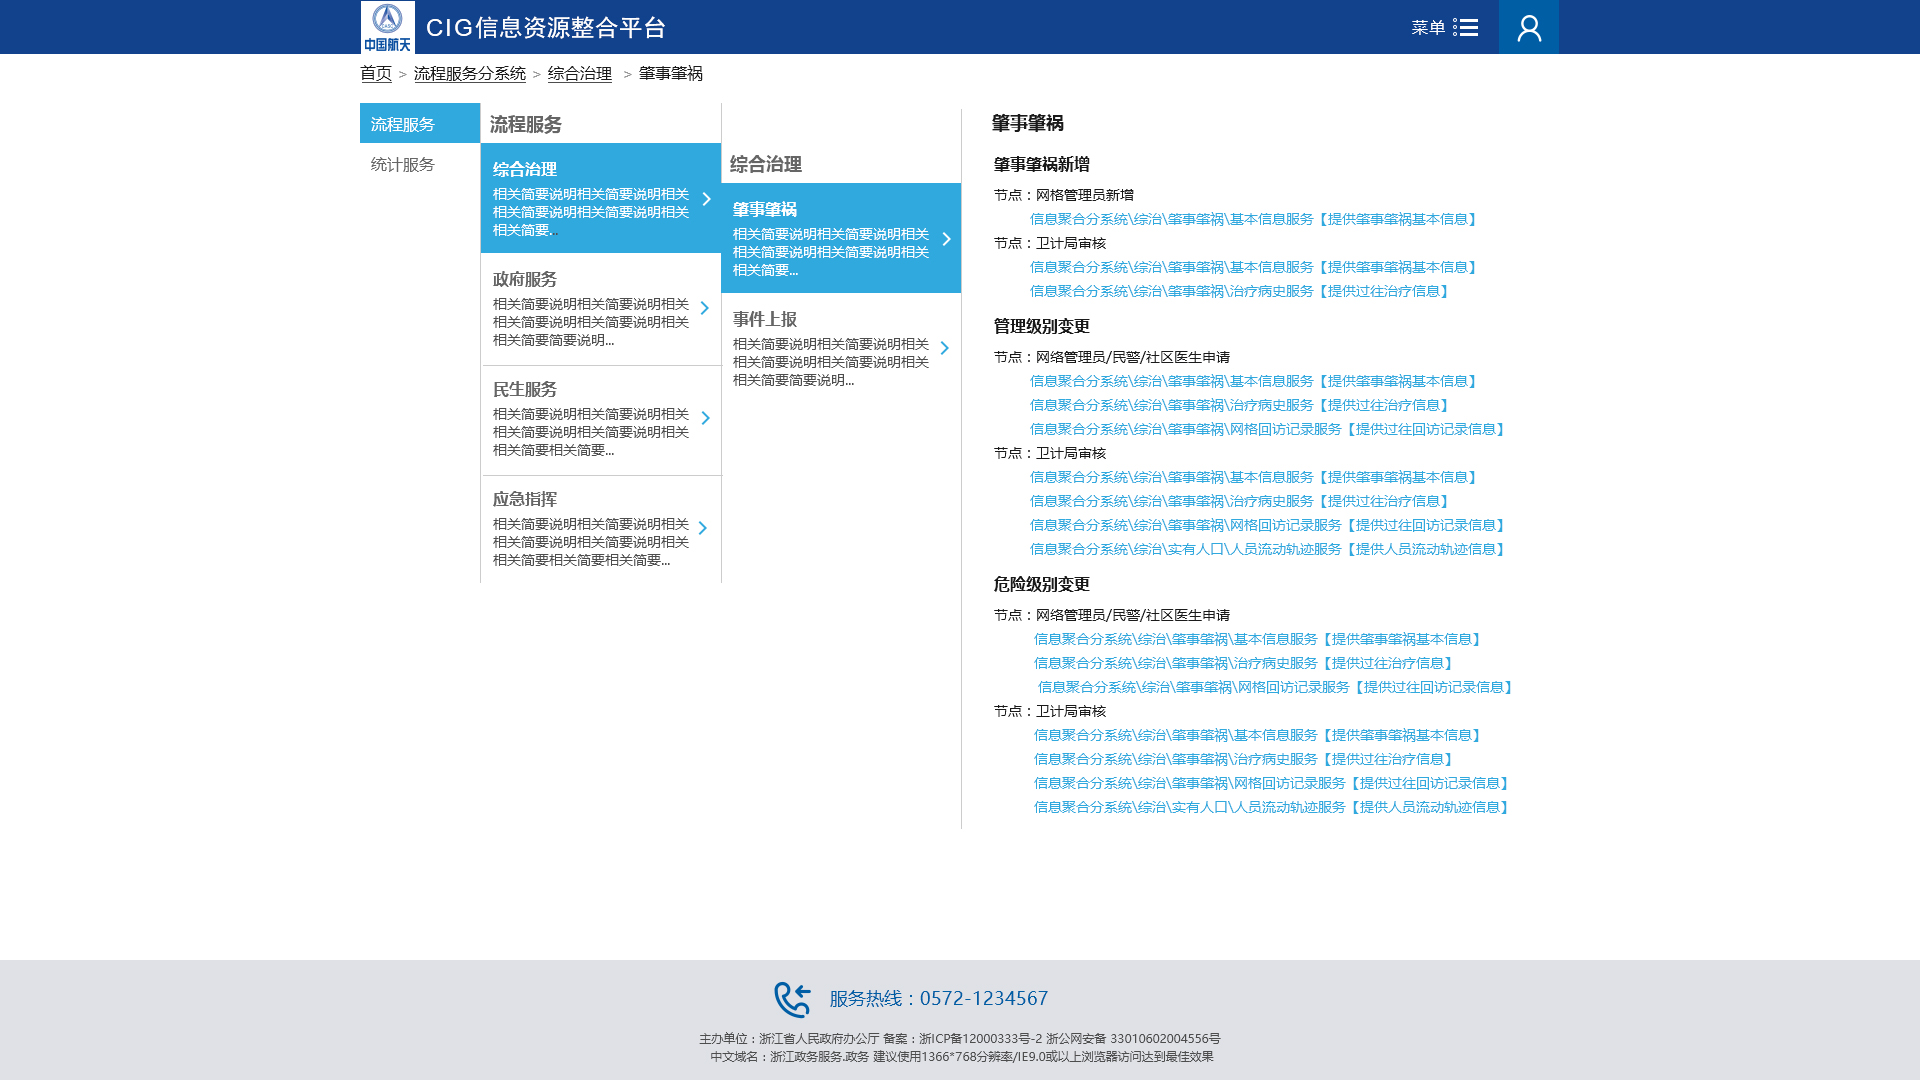 中国航天
CIG信息资源整合平台
菜单
首页 > 流程服务分系统 > 综合治理 > 肇事肇祸
流程服务
统计服务
流程服务
综合治理
相关简要说明相关简要说明相关
相关简要说明相关简要说明相关
相关简要...
政府服务
相关简要说明相关简要说明相关
相关简要说明相关简要说明相关
相关简要简要说明...
民生服务
相关简要说明相关简要说明相关
相关简要说明相关简要说明相关
相关简要相关简要...
应急指挥
相关简要说明相关简要说明相关
相关简要说明相关简要说明相关
相关简要相关简要相关简要...
综合治理
肇事肇祸
相关简要说明相关简要说明相关
相关简要说明相关简要说明相关
相关简要...
事件上报
相关简要说明相关简要说明相关
相关简要说明相关简要说明相关
相关简要简要说明...
肇事肇祸
肇事肇祸新增
节点：网格管理员新增
信息聚合分系统\综治\肇事肇祸\基本信息服务【提供肇事肇祸基本信息】
节点：卫计局审核
信息聚合分系统\综治\肇事肇祸\基本信息服务【提供肇事肇祸基本信息】
信息聚合分系统\综治\肇事肇祸\治疗病史服务【提供过往治疗信息】
管理级别变更
节点：网络管理员/民警/社区医生申请
信息聚合分系统\综治\肇事肇祸\基本信息服务【提供肇事肇祸基本信息】
信息聚合分系统\综治\肇事肇祸\治疗病史服务【提供过往治疗信息】
信息聚合分系统\综治\肇事肇祸\网格回访记录服务【提供过往回访记录信息】
节点：卫计局审核
信息聚合分系统\综治\肇事肇祸\基本信息服务【提供肇事肇祸基本信息】
信息聚合分系统\综治\肇事肇祸\治疗病史服务【提供过往治疗信息】
信息聚合分系统\综治\肇事肇祸\网格回访记录服务【提供过往回访记录信息】
信息聚合分系统\综治\实有人口\人员流动轨迹服务【提供人员流动轨迹信息】
危险级别变更
节点：网络管理员/民警/社区医生申请
信息聚合分系统\综治\肇事肇祸\基本信息服务【提供肇事肇祸基本信息】
信息聚合分系统\综治\肇事肇祸\治疗病史服务【提供过往治疗信息】
信息聚合分系统\综治\肇事肇祸\网格回访记录服务【提供过往回访记录信息】
节点：卫计局审核
信息聚合分系统\综治\肇事肇祸\基本信息服务【提供肇事肇祸基本信息】
信息聚合分系统\综治\肇事肇祸\治疗病史服务【提供过往治疗信息】
信息聚合分系统\综治\肇事肇祸\网格回访记录服务【提供过往回访记录信息】
信息聚合分系统\综治\实有人口\人员流动轨迹服务【提供人员流动轨迹信息】
服务热线：0572-1234567
主办单位：浙江省人民政府办公厅 备案：浙ICP备12000333号-2 浙公网安备 33010602004556号
中文域名：浙江政务服务.政务 建议使用1366*768分辨率/IE9.0或以上浏览器访问达到最佳效果